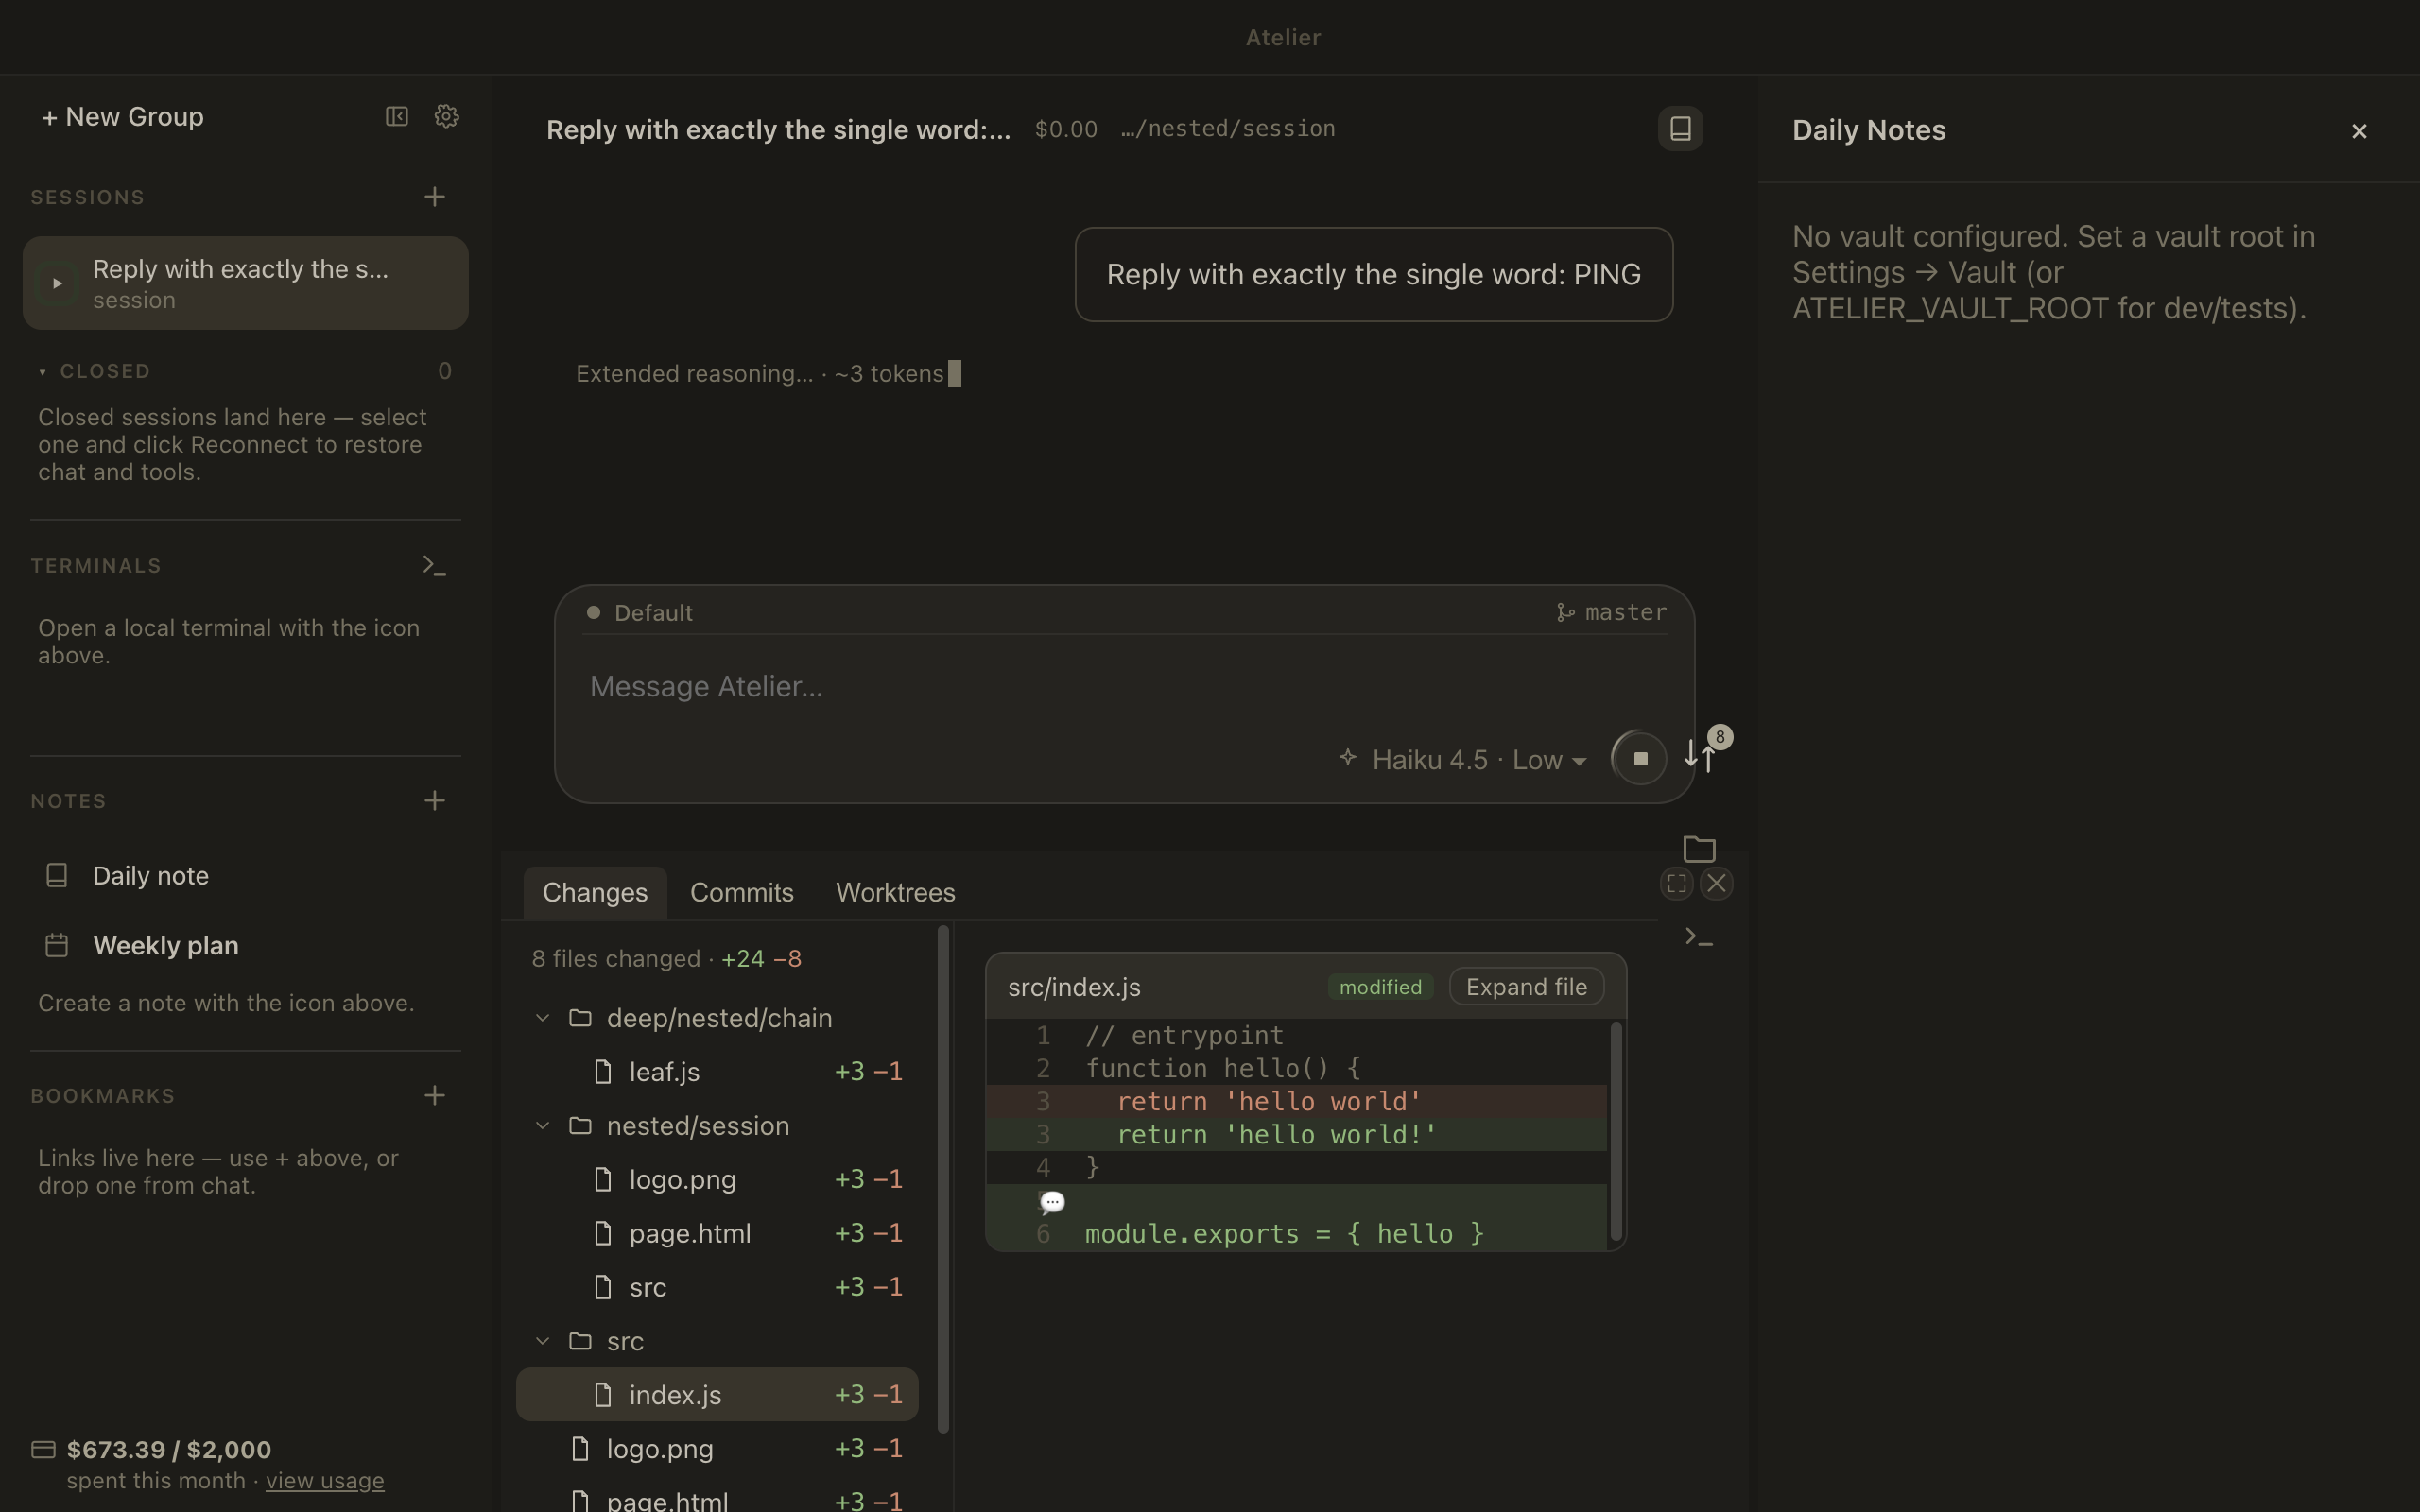 Atelier
+ New Group
SESSIONS
Reply with exactly the s...
session
CLOSED
0
Closed sessions land here — select
one and click Reconnect to restore
chat and tools.
TERMINALS
Open a local terminal with the icon
above.
NOTES
Daily note
Weekly plan
Create a note with the icon above.
BOOKMARKS
Links live here — use + above, or
drop one from chat.
$673.39 / $2,000
spent this month · view usage
Reply with exactly the single word:... $0.00 …/nested/session
Reply with exactly the single word: PING
Extended reasoning... · ~3 tokens
Default
master
Message Atelier...
Haiku 4.5 · Low
8
Changes Commits Worktrees
8 files changed · +24 −8
deep/nested/chain
leaf.js +3 −1
nested/session
logo.png +3 −1
page.html +3 −1
src +3 −1
src
index.js +3 −1
logo.png +3 −1
page.html +3 −1
src/index.js modified Expand file
1 // entrypoint
2 function hello() {
3 return 'hello world'
3 return 'hello world!'
4 }
6 module.exports = { hello }
Daily Notes
No vault configured. Set a vault root in
Settings → Vault (or
ATELIER_VAULT_ROOT for dev/tests).